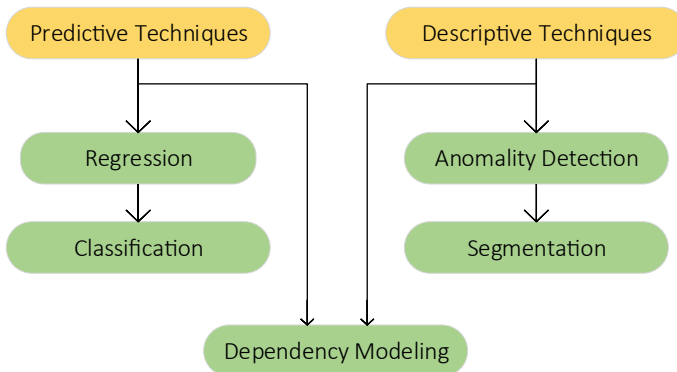 Predictive Techniques
Descriptive Techniques
Regression
Anomality Detection
Classification
Segmentation
Dependency Modeling